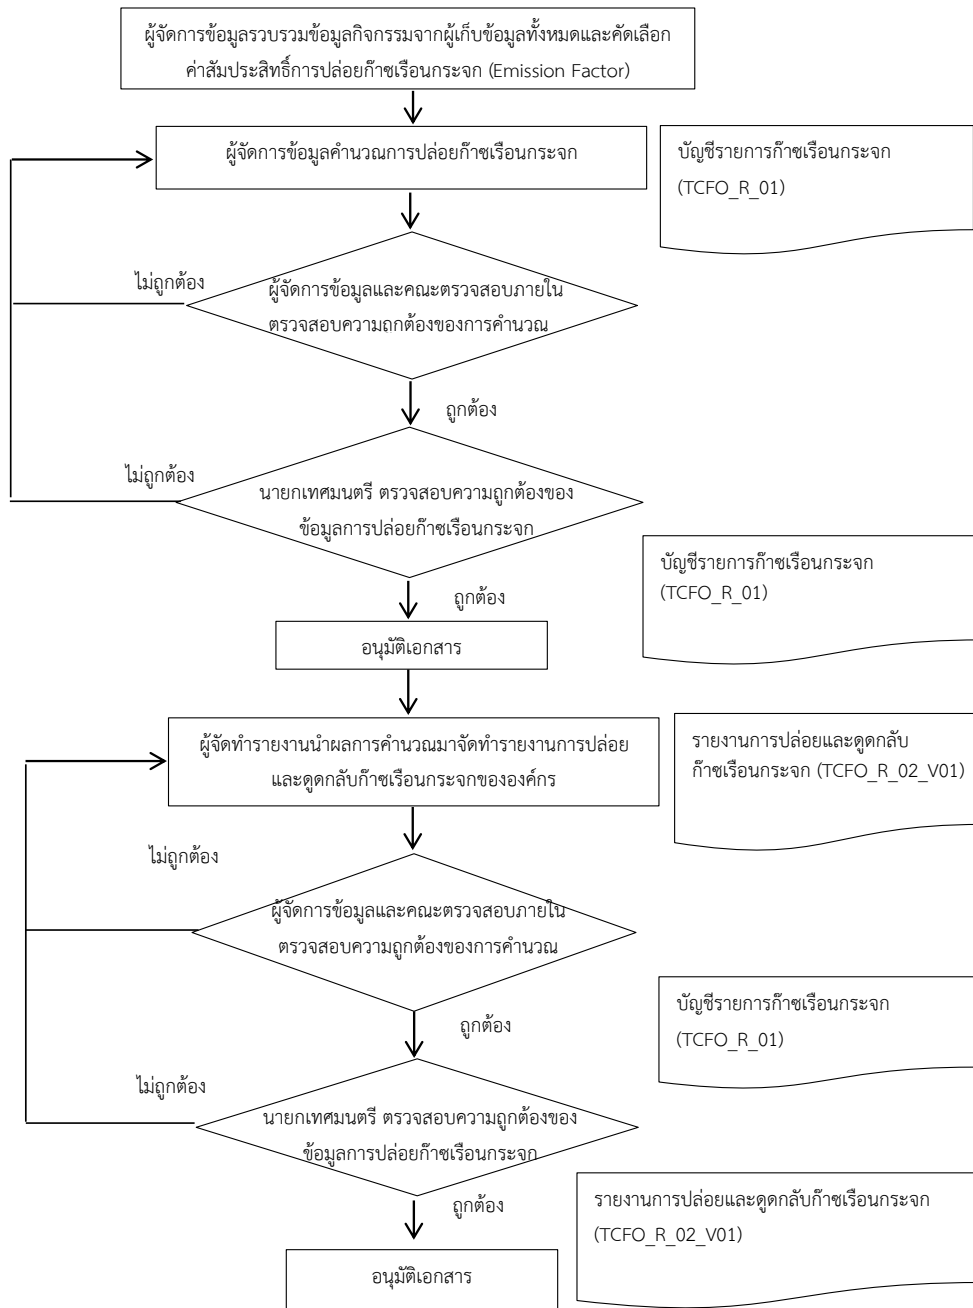 ผู้จัดการข้อมูลรวบรวมข้อมูลกิจกรรมจากผู้เก็บข้อมูลทั้งหมดและคัดเลือก
ค่าสัมประสิทธิ์การปล่อยก๊าซเรือนกระจก (Emission Factor)
ผู้จัดการข้อมูลคำนวณการปล่อยก๊าซเรือนกระจก
บัญชีรายการก๊าซเรือนกระจก
(TCFO_R_01)
ไม่ถูกต้อง
ผู้จัดการข้อมูลและคณะตรวจสอบภายใน
ตรวจสอบความถูกต้องของการคำนวณ
ถูกต้อง
ไม่ถูกต้อง
นายกเทศมนตรี ตรวจสอบความถูกต้องของ
ข้อมูลการปล่อยก๊าซเรือนกระจก
บัญชีรายการก๊าซเรือนกระจก
(TCFO_R_01)
ถูกต้อง
อนุมัติเอกสาร
ผู้จัดทำรายงานนำผลการคำนวณมาจัดทำรายงานการปล่อย
และดูดกลับก๊าซเรือนกระจกขององค์กร
รายงานการปล่อยและดูดกลับ
ก๊าซเรือนกระจก (TCFO_R_02_V01)
ไม่ถูกต้อง
ผู้จัดการข้อมูลและคณะตรวจสอบภายใน
ตรวจสอบความถูกต้องของการคำนวณ
บัญชีรายการก๊าซเรือนกระจก
(TCFO_R_01)
ถูกต้อง
ไม่ถูกต้อง
นายกเทศมนตรี ตรวจสอบความถูกต้องของ
ข้อมูลการปล่อยก๊าซเรือนกระจก
ถูกต้อง
รายงานการปล่อยและดูดกลับก๊าซเรือนกระจก
(TCFO_R_02_V01)
อนุมัติเอกสาร